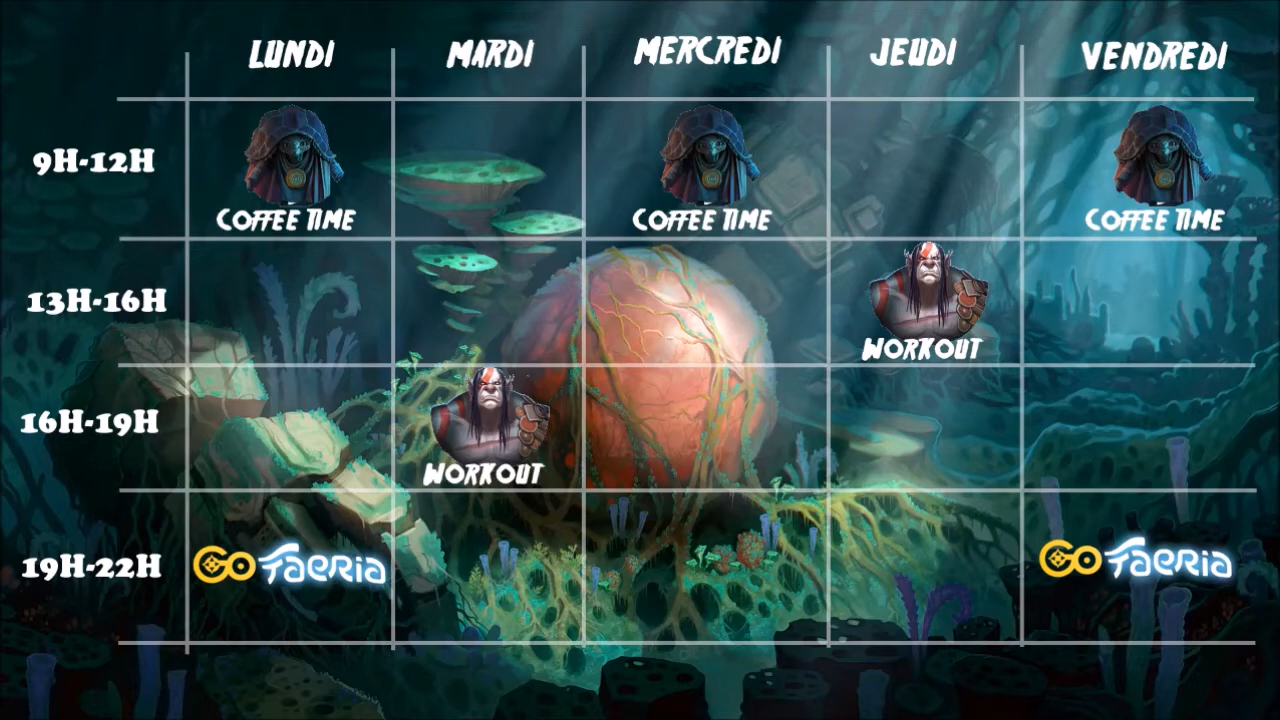 LUNDI MARDI MERCREDI JEUDI VENDREDI
9H-12H COFFEE TIME COFFEE TIME COFFEE TIME
13H-16H WORKOUT
16H-19H WORKOUT
19H-22H GO FAERIA GO FAERIA